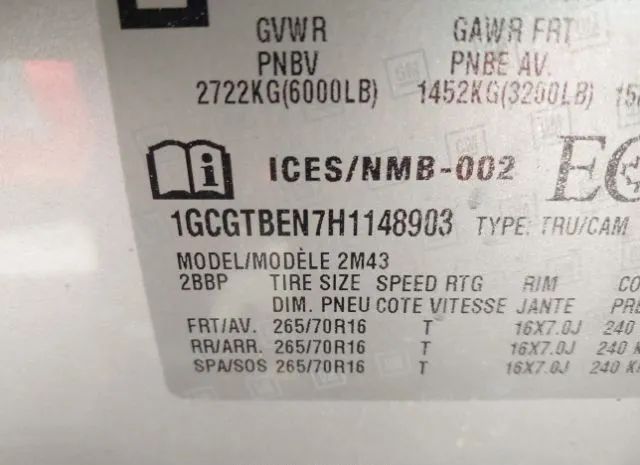 GVWR GAWR FRT
PNBV PNBE AV.
2722KG(6000LB) 1452KG(3200LB)
i ICES/NMB-002
1GCGTBEN7H1148903 TYPE: TRU/CAM
MODEL/MODÈLE 2M43
2BBP TIRE SIZE SPEED RTG RIM
DIM. PNEU COTE VITESSE JANTE
FRT/AV. 265/70R16 T 16X7.0J 240
RR/ARR. 265/70R16 T 16X7.0J 240
SPA/SOS 265/70R16 T 16X7.0J 240